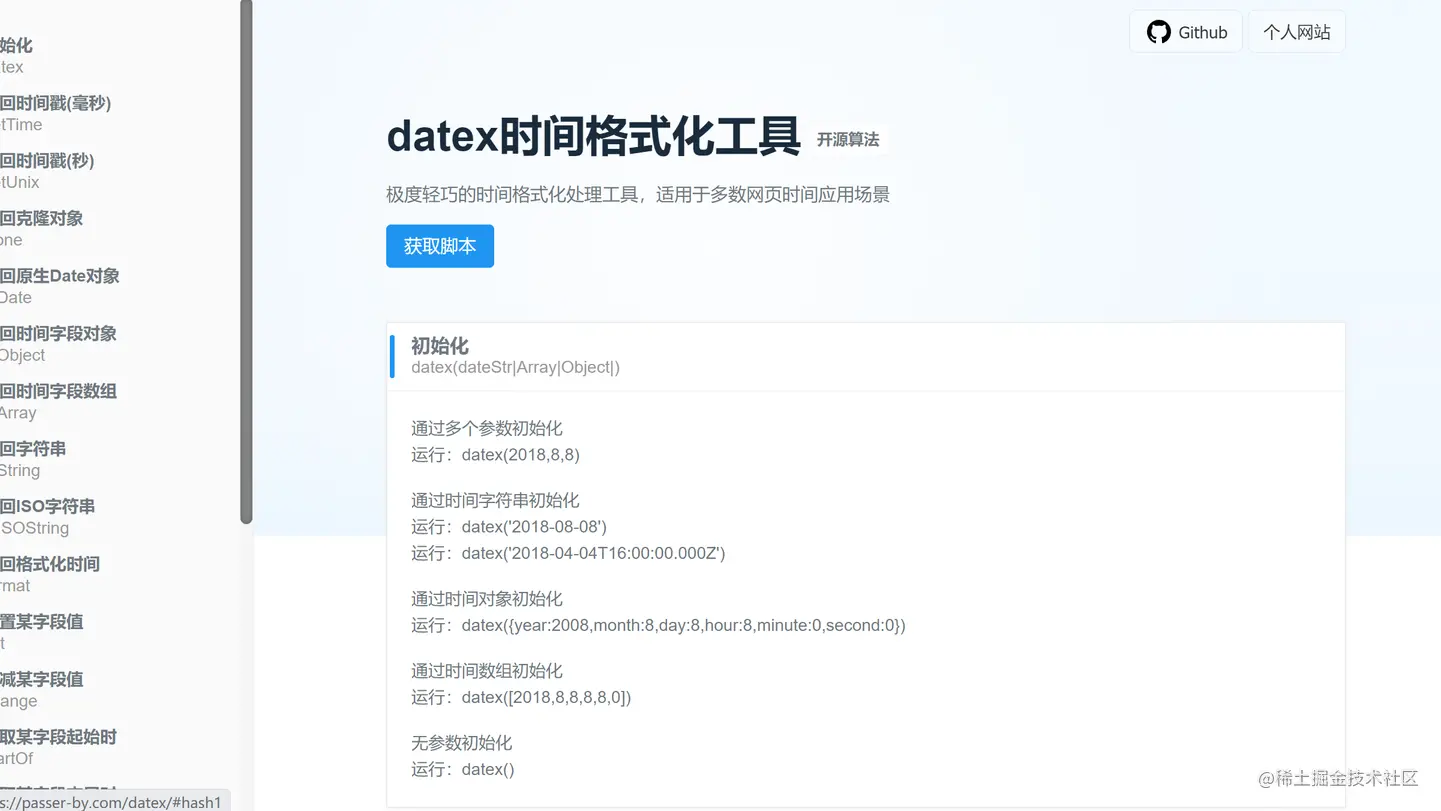 始化
tex
回时间戳(毫秒)
tTime
回时间戳(秒)
tUnix
回克隆对象
one
回原生Date对象
Date
回时间字段对象
Object
回时间字段数组
Array
回字符串
String
回ISO字符串
SOString
回格式化时间
rmat
置某字段值
t
减某字段值
ange
取某字段起始时
artOf
s://passer-by.com/datex/#hash1
Github
个人网站
datex时间格式化工具 开源算法
极度轻巧的时间格式化处理工具，适用于多数网页时间应用场景
获取脚本
初始化
datex(dateStr|Array|Object|)
通过多个参数初始化
运行：datex(2018,8,8)
通过时间字符串初始化
运行：datex('2018-08-08')
运行：datex('2018-04-04T16:00:00.000Z')
通过时间对象初始化
运行：datex({year:2008,month:8,day:8,hour:8,minute:0,second:0})
通过时间数组初始化
运行：datex([2018,8,8,8,8,0])
无参数初始化
运行：datex()
@稀土掘金技术社区